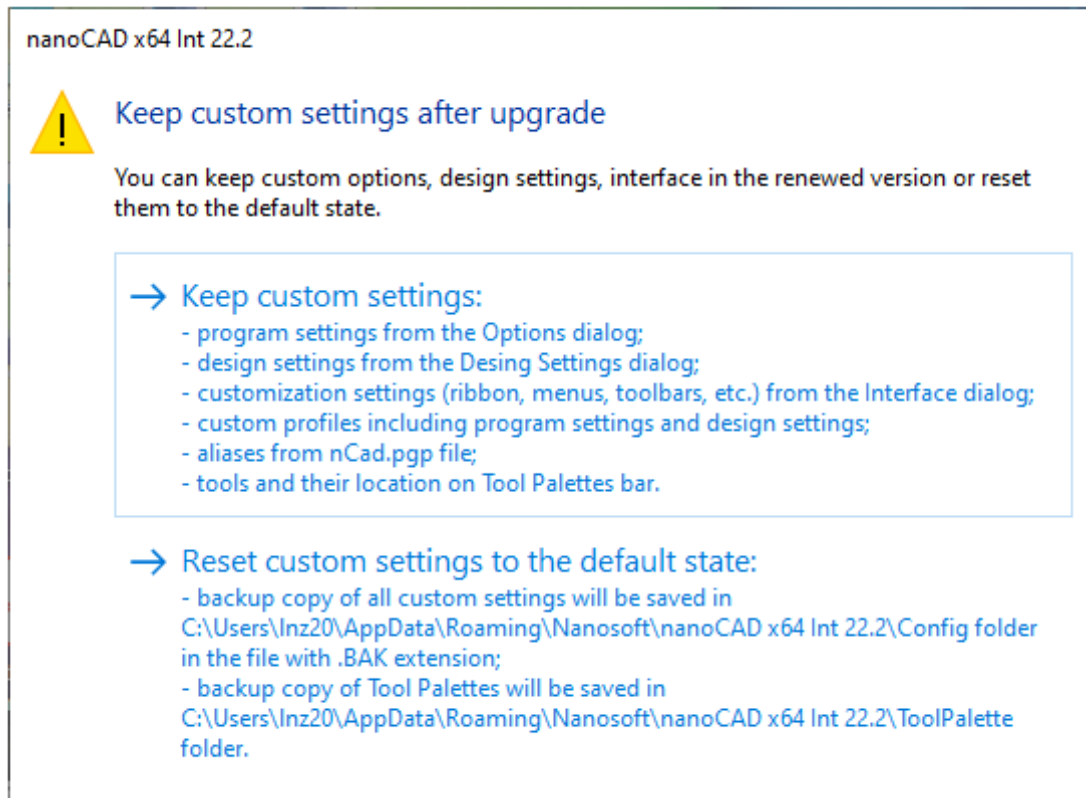 nanoCAD x64 Int 22.2
Keep custom settings after upgrade
You can keep custom options, design settings, interface in the renewed version or reset
them to the default state.
→ Keep custom settings:
- program settings from the Options dialog;
- design settings from the Desing Settings dialog;
- customization settings (ribbon, menus, toolbars, etc.) from the Interface dialog;
- custom profiles including program settings and design settings;
- aliases from nCad.pgp file;
- tools and their location on Tool Palettes bar.
→ Reset custom settings to the default state:
- backup copy of all custom settings will be saved in
C:\Users\Inz20\AppData\Roaming\Nanosoft\nanoCAD x64 Int 22.2\Config folder
in the file with .BAK extension;
- backup copy of Tool Palettes will be saved in
C:\Users\Inz20\AppData\Roaming\Nanosoft\nanoCAD x64 Int 22.2\ToolPalette
folder.